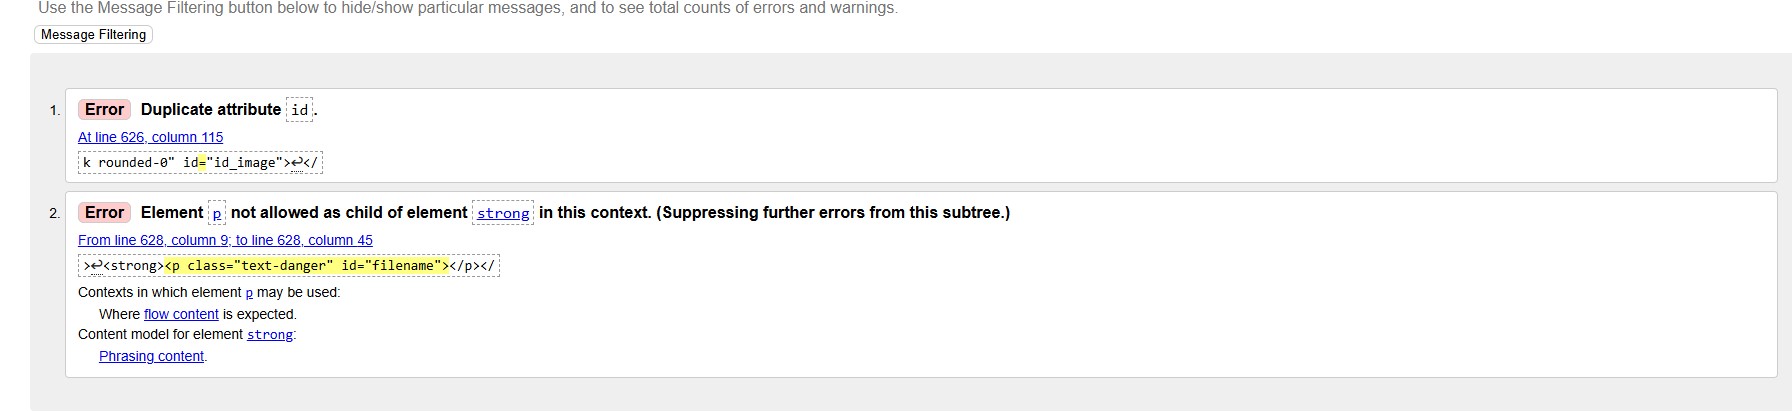 Use the Message Filtering button below to hide/show particular messages, and to see total counts of errors and warnings.
Message Filtering
1. Error Duplicate attribute id.
At line 626, column 115
k rounded-0" id="id_image">↩</
2. Error Element p not allowed as child of element strong in this context. (Suppressing further errors from this subtree.)
From line 628, column 9; to line 628, column 45
>↩<strong><p class="text-danger" id="filename"></p></
Contexts in which element p may be used:
Where flow content is expected.
Content model for element strong:
Phrasing content.